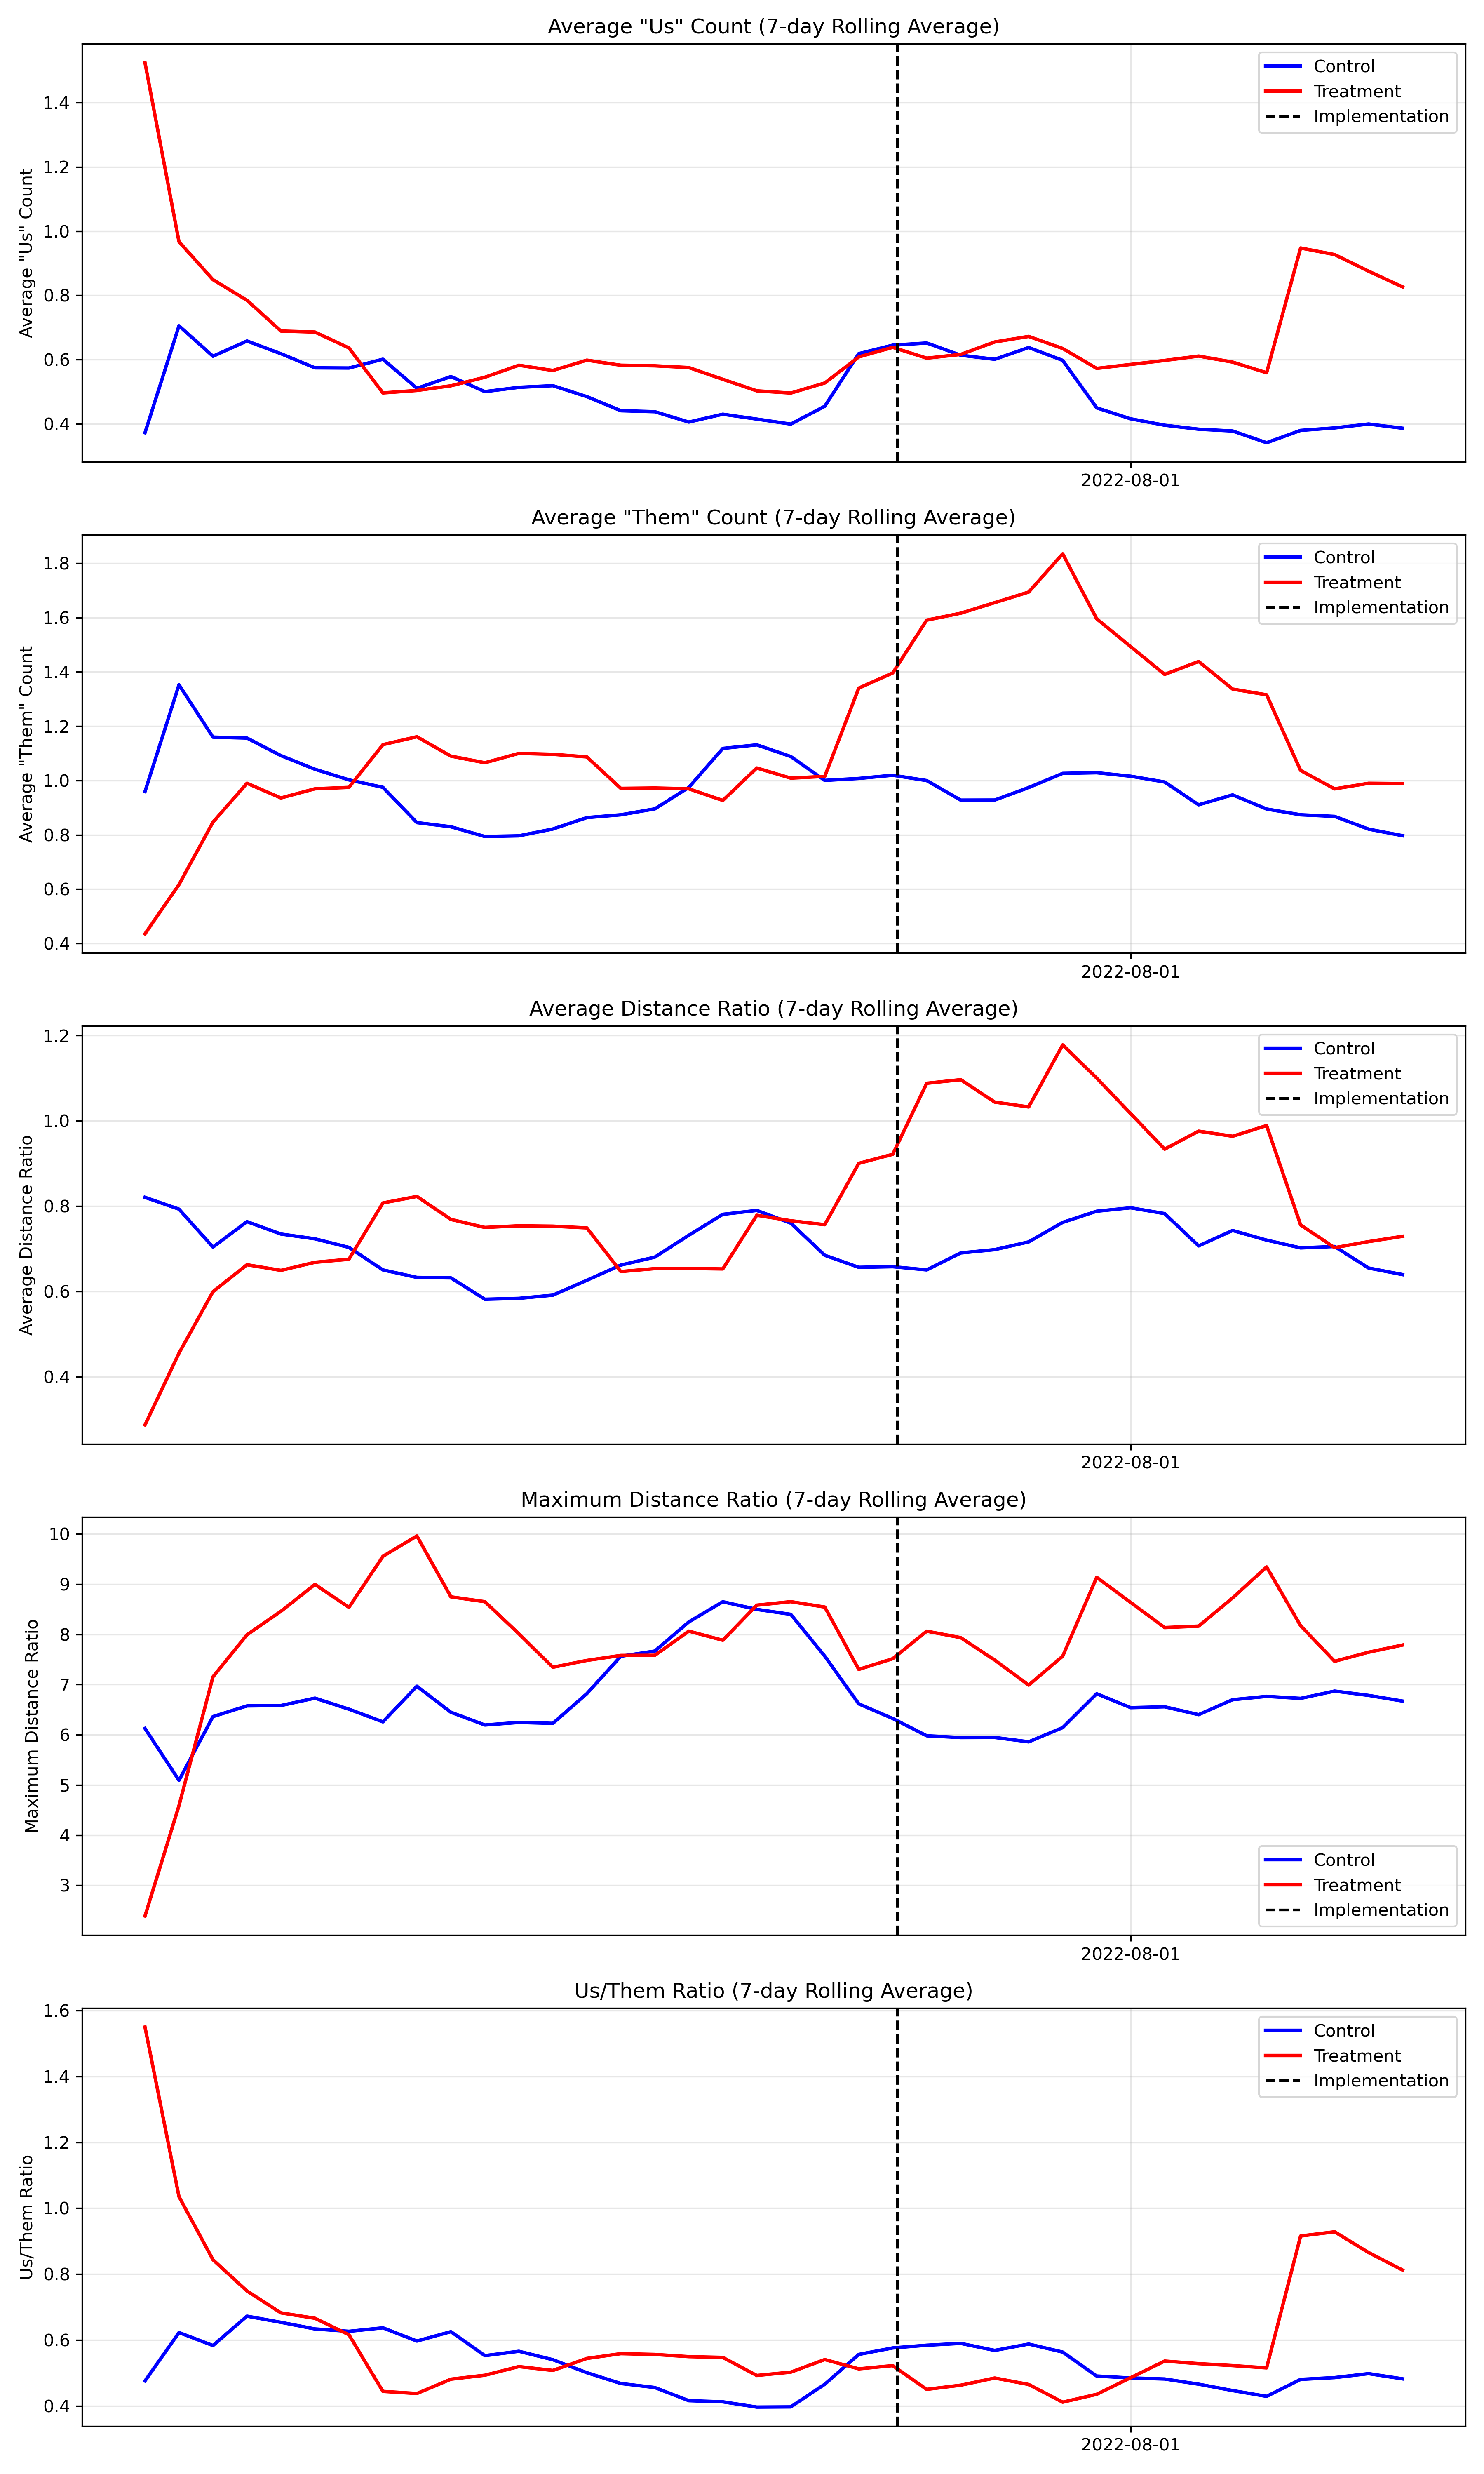 Average "Us" Count (7-day Rolling Average)
Average "Us" Count
1.4
1.2
1.0
0.8
0.6
0.4
Control
Treatment
Implementation
2022-08-01
Average "Them" Count (7-day Rolling Average)
Average "Them" Count
1.8
1.6
1.4
1.2
1.0
0.8
0.6
0.4
Control
Treatment
Implementation
2022-08-01
Average Distance Ratio (7-day Rolling Average)
Average Distance Ratio
1.2
1.0
0.8
0.6
0.4
Control
Treatment
Implementation
2022-08-01
Maximum Distance Ratio (7-day Rolling Average)
Maximum Distance Ratio
10
9
8
7
6
5
4
3
Control
Treatment
Implementation
2022-08-01
Us/Them Ratio (7-day Rolling Average)
Us/Them Ratio
1.6
1.4
1.2
1.0
0.8
0.6
0.4
Control
Treatment
Implementation
2022-08-01